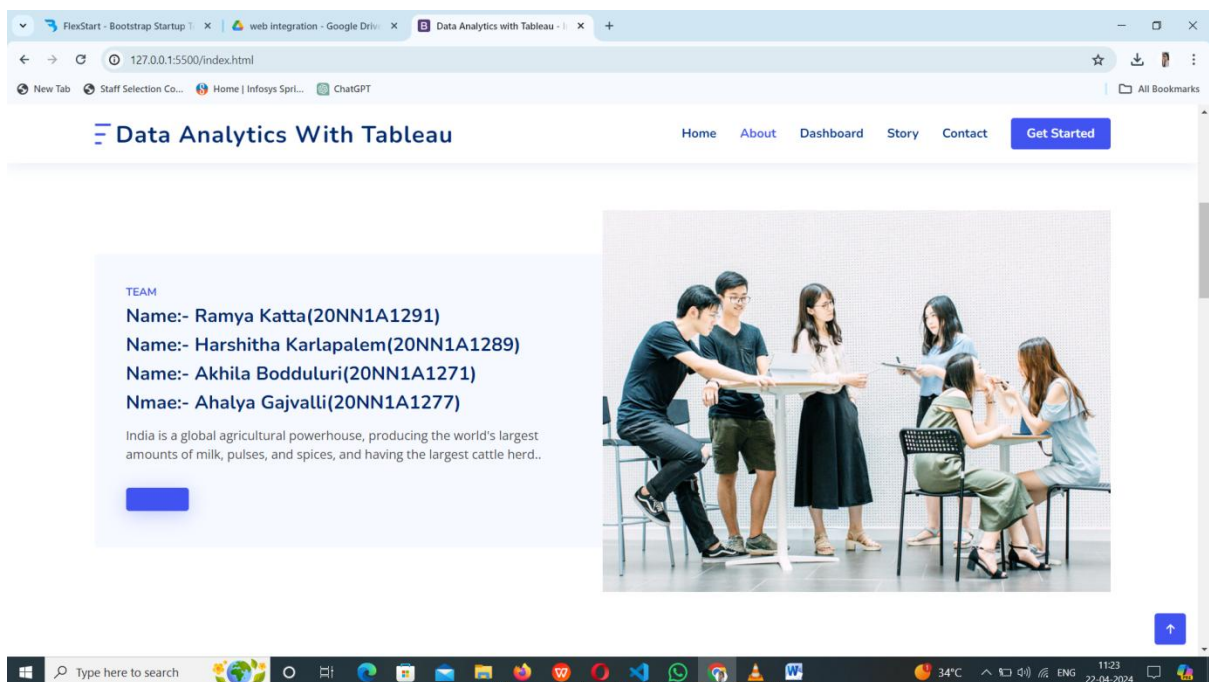 FlexStart - Bootstrap Startup T
web integration - Google Driv
Data Analytics with Tableau - I
127.0.0.1:5500/index.html
New Tab
Staff Selection Co...
Home | Infosys Spri...
ChatGPT
All Bookmarks
Data Analytics With Tableau
Home
About
Dashboard
Story
Contact
Get Started
TEAM
Name:- Ramya Katta(20NN1A1291)
Name:- Harshitha Karlapalem(20NN1A1289)
Name:- Akhila Bodduluri(20NN1A1271)
Nmae:- Ahalya Gajvalli(20NN1A1277)
India is a global agricultural powerhouse, producing the world's largest
amounts of milk, pulses, and spices, and having the largest cattle herd..
Type here to search
34°C
ENG
11:23
22-04-2024